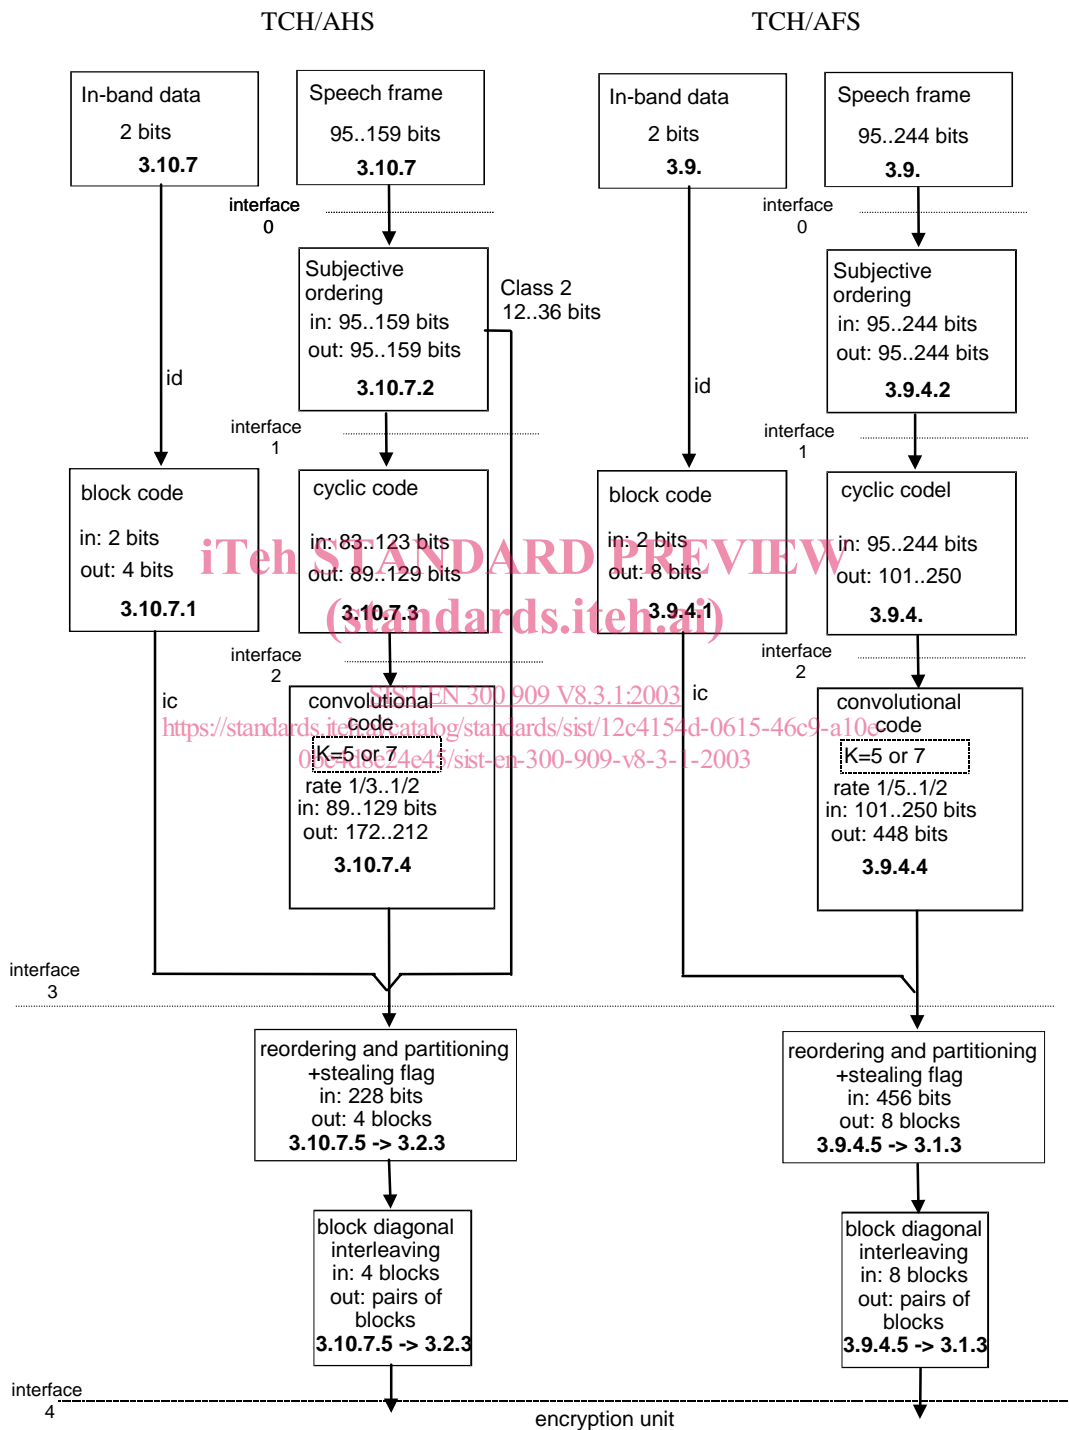 TCH/AHS
TCH/AFS
In-band data
2 bits
3.10.7
Speech frame
95..159 bits
3.10.7
In-band data
2 bits
3.9.
Speech frame
95..244 bits
3.9.
interface
0
interface
0
Subjective
ordering
in: 95..159 bits
out: 95..159 bits
3.10.7.2
Class 2
12..36 bits
Subjective
ordering
in: 95..244 bits
out: 95..244 bits
3.9.4.2
id
id
interface
1
interface
1
block code
in: 2 bits
out: 4 bits
3.10.7.1
cyclic code
in: 83..123 bits
out: 89..129 bits
3.10.7.3
block code
in: 2 bits
out: 8 bits
3.9.4.1
cyclic codel
in: 95..244 bits
out: 101..250
3.9.4.
iTeh STANDARD PREVIEW
(standards.iteh.ai)
interface
2
interface
2
ic
ic
SIST EN 300 909 V8.3.1:2003
convolutional
code
K=5 or 7
rate 1/3..1/2
in: 89..129 bits
out: 172..212
3.10.7.4
convolutional
code
K=5 or 7
rate 1/5..1/2
in: 101..250 bits
out: 448 bits
3.9.4.4
interface
3
reordering and partitioning
+stealing flag
in: 228 bits
out: 4 blocks
3.10.7.5 -> 3.2.3
reordering and partitioning
+stealing flag
in: 456 bits
out: 8 blocks
3.9.4.5 -> 3.1.3
block diagonal
interleaving
in: 4 blocks
out: pairs of
blocks
3.10.7.5 -> 3.2.3
block diagonal
interleaving
in: 8 blocks
out: pairs of
blocks
3.9.4.5 -> 3.1.3
interface
4
encryption unit